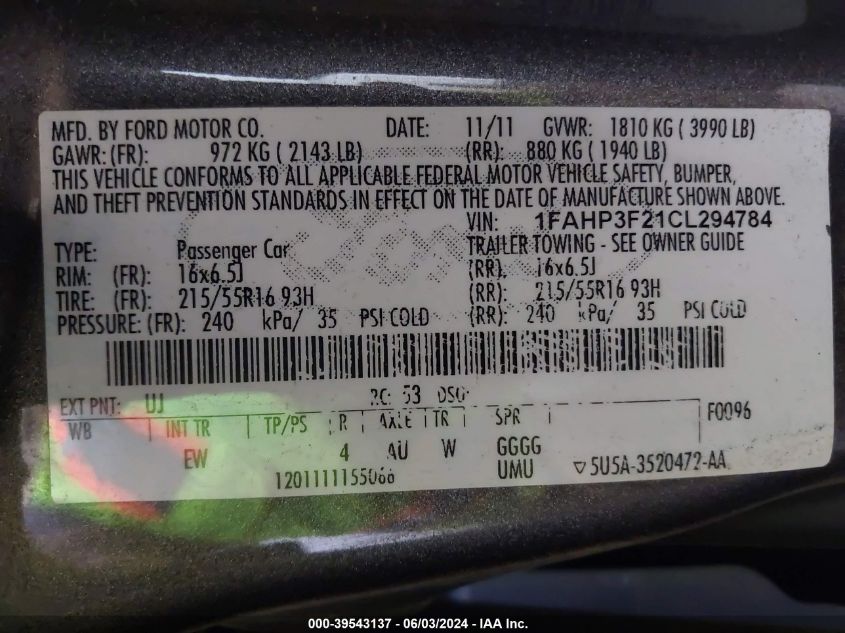 MFD. BY FORD MOTOR CO. DATE: 11/11 GVWR: 1810 KG ( 3990 LB)
GAWR: (FR): 972 KG ( 2143 LB) (RR): 880 KG ( 1940 LB)
THIS VEHICLE CONFORMS TO ALL APPLICABLE FEDERAL MOTOR VEHICLE SAFETY, BUMPER,
AND THEFT PREVENTION STANDARDS IN EFFECT ON THE DATE OF MANUFACTURE SHOWN ABOVE.
VIN: 1FAHP3F21CL294784
TYPE: Passenger Car TRAILER TOWING - SEE OWNER GUIDE
RIM: (FR): 16x6.5J (RR): 16x6.5J
TIRE: (FR): 215/55R16 93H (RR): 215/55R16 93H
PRESSURE: (FR): 240 kPa/ 35 PSI COLD (RR): 240 kPa/ 35 PSI COLD
EXT PNT: UJ RC: 53 DSO:
WB INT TR TP/PS R AXLE TR SPR F0096
EW 4 AU W GGGG
1201111155066 UMU 5U5A-3520472-AA
000-39543137 - 06/03/2024 - IAA Inc.